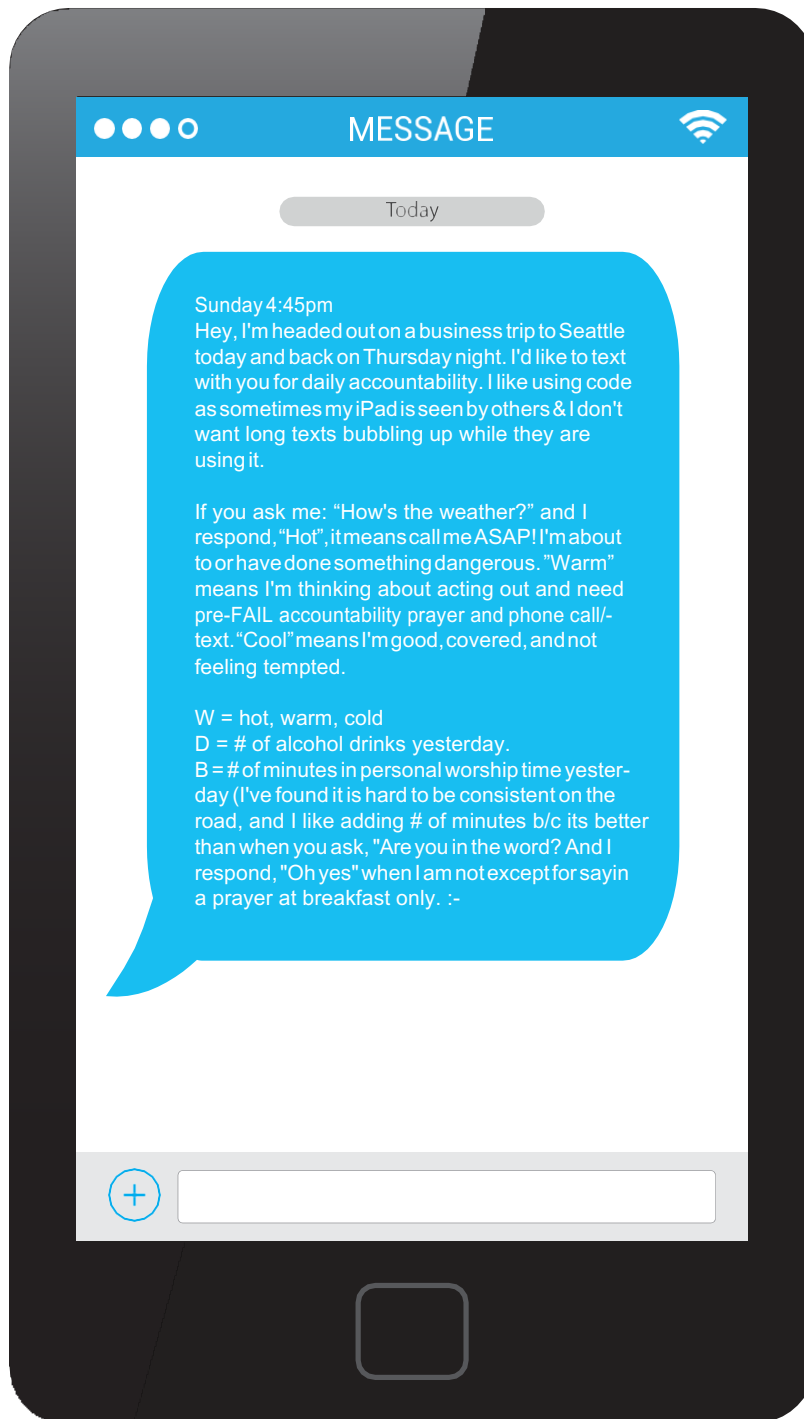 MESSAGE
Today
Sunday 4:45pm
Hey, I'm headed out on a business trip to Seattle
today and back on Thursday night. I'd like to text
with you for daily accountability. I like using code
as sometimes my iPad is seen by others & I don't
want long texts bubbling up while they are
using it.
If you ask me: “How's the weather?” and I
respond, “Hot”, it means call me ASAP! I'm about
to or have done something dangerous. ”Warm”
means I'm thinking about acting out and need
pre-FAIL accountability prayer and phone call/-
text. “Cool” means I'm good, covered, and not
feeling tempted.
W = hot, warm, cold
D = # of alcohol drinks yesterday.
B = # of minutes in personal worship time yester-
day (I've found it is hard to be consistent on the
road, and I like adding # of minutes b/c its better
than when you ask, "Are you in the word? And I
respond, "Oh yes" when I am not except for sayin
a prayer at breakfast only. :-